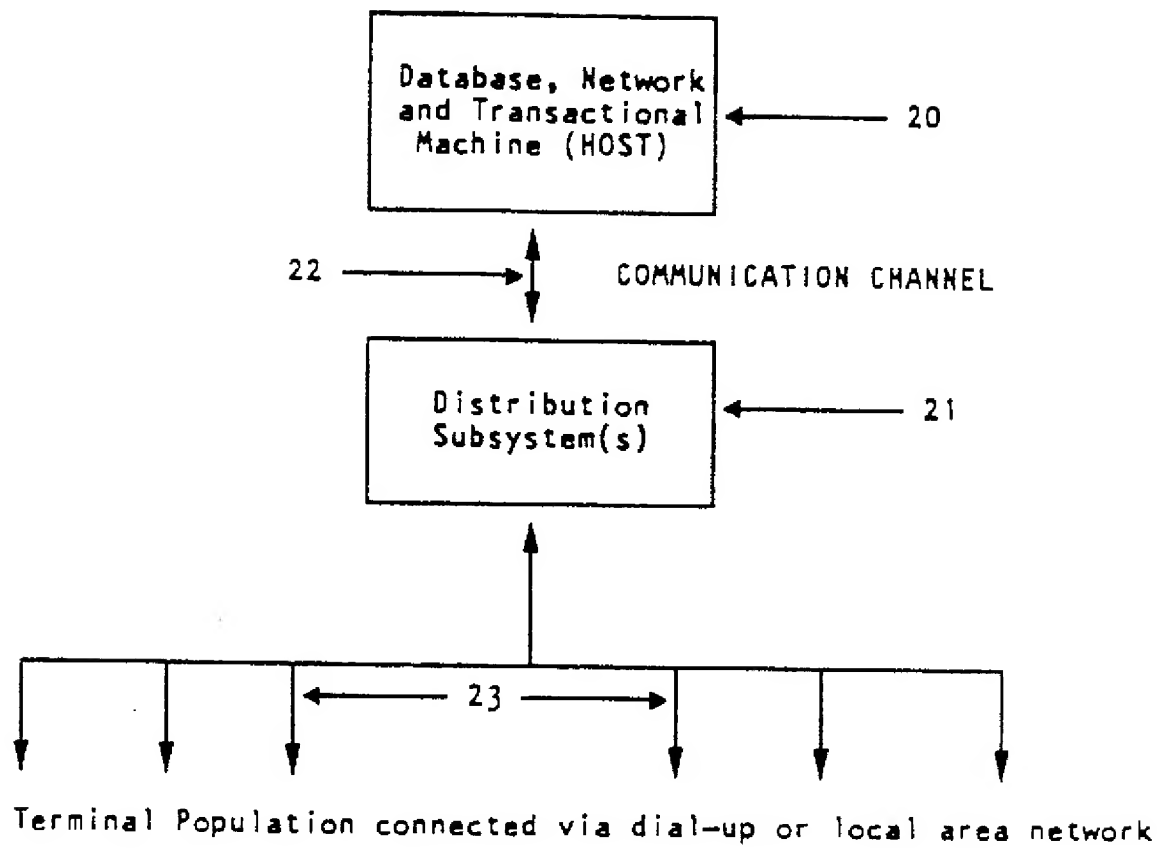 Database, Network
and Transactional
Machine (HOST)
20
22
COMMUNICATION CHANNEL
Distribution
Subsystem(s)
21
23
Terminal Population connected via dial-up or local area network